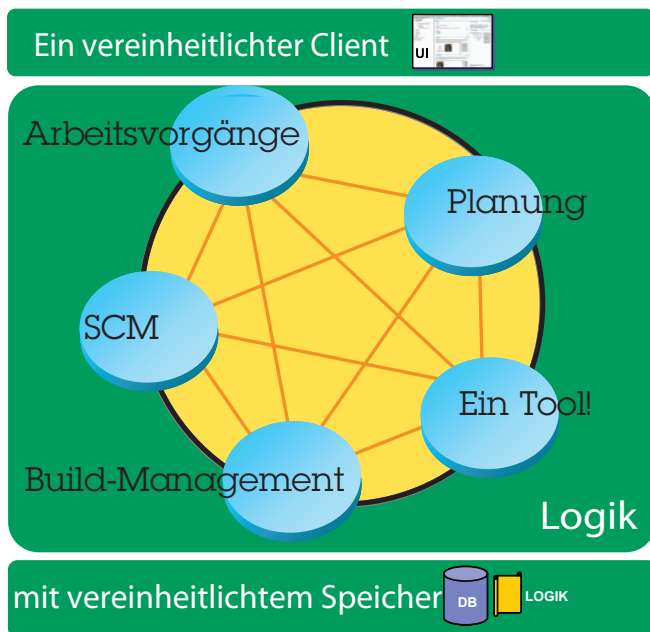 Ein vereinheitlichter Client
UI
Arbeitsvorgänge
Planung
SCM
Ein Tool!
Build-Management
Logik
mit vereinheitlichtem Speicher
DB
LOGIK